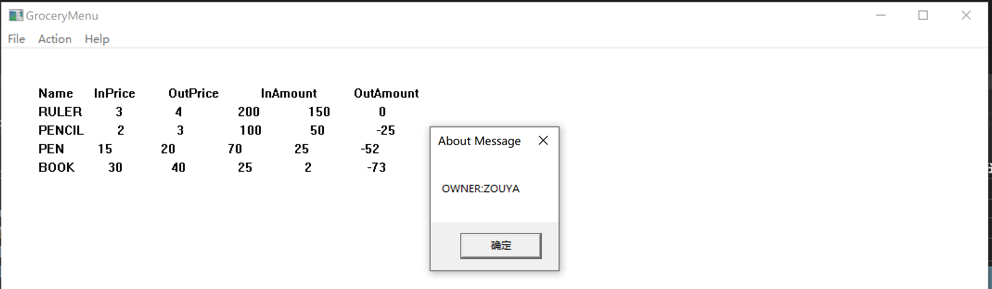 GroceryMenu
File Action Help
Name InPrice OutPrice InAmount OutAmount
RULER 3 4 200 150 0
PENCIL 2 3 100 50 -25
PEN 15 20 70 25 -52
BOOK 30 40 25 2 -73
About Message
OWNER:ZOUYA
确定